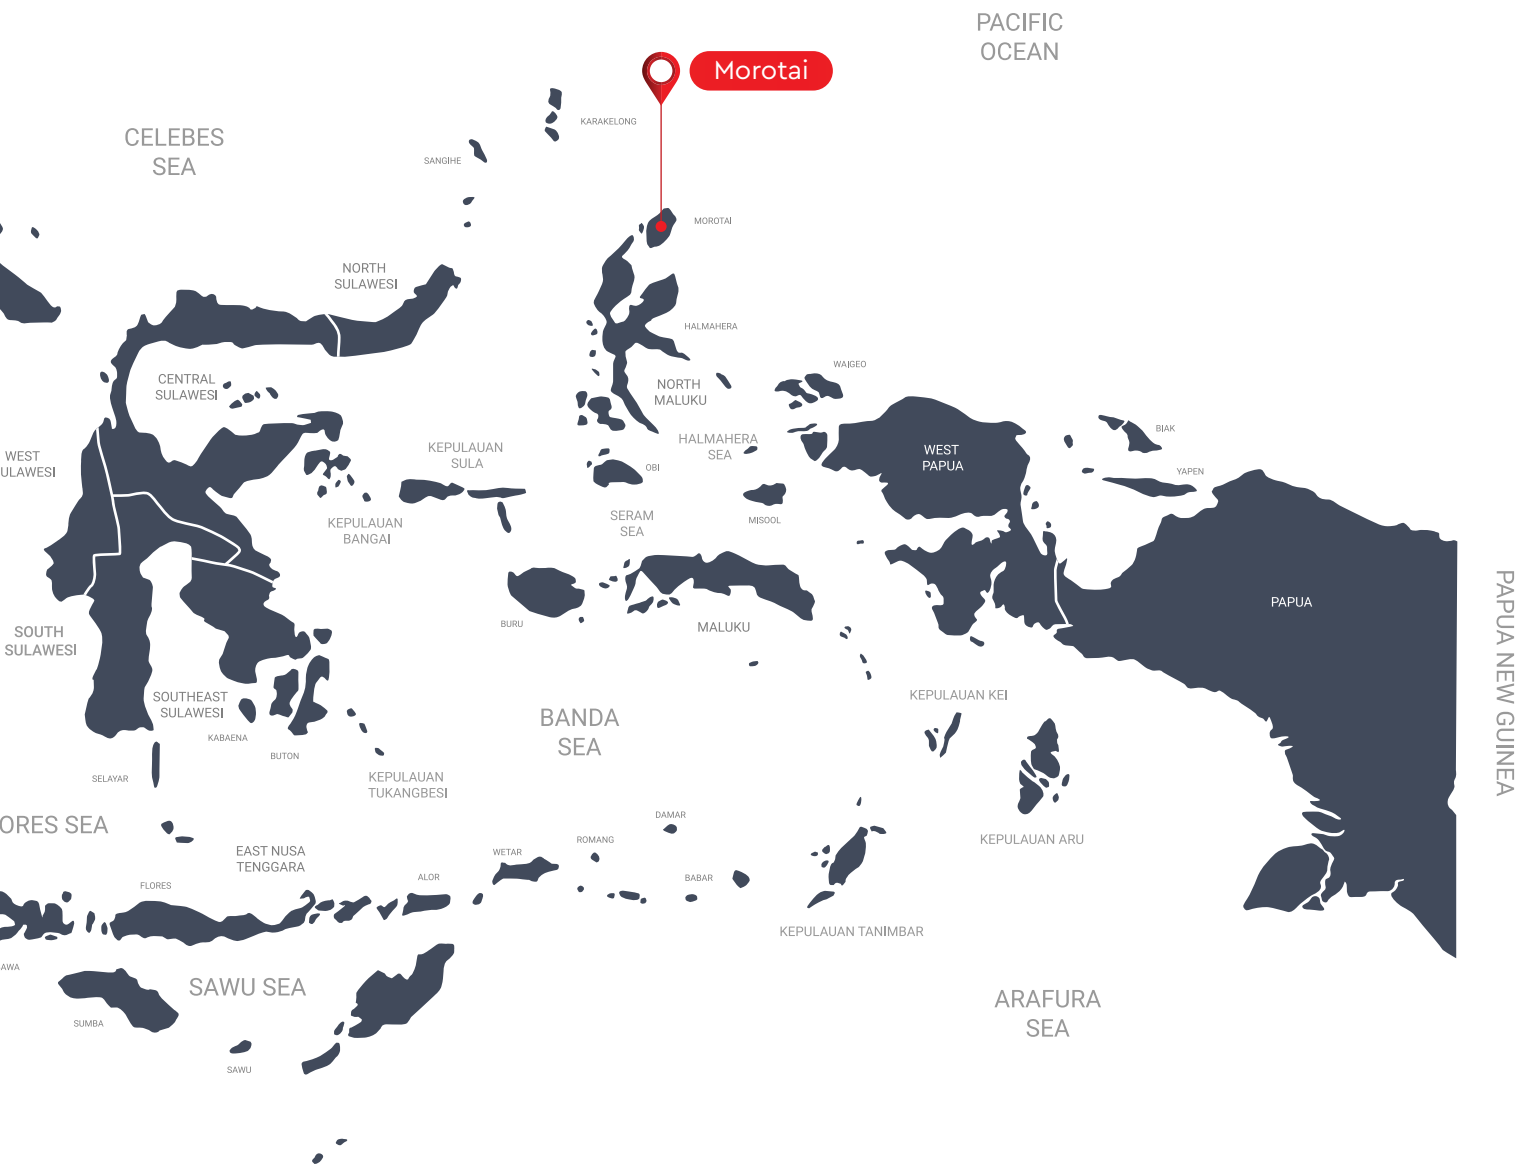 PACIFIC
OCEAN
Morotai
KARAKELONG
CELEBES
SEA
SANGIHE
MOROTAI
NORTH
SULAWESI
HALMAHERA
WAIGEO
CENTRAL
SULAWESI
NORTH
MALUKU
HALMAHERA
SEA
BIAK
WEST
PAPUA
KEPULAUAN
SULA
WEST
ULAWESI
OBI
YAPEN
MISOOL
SERAM
SEA
KEPULAUAN
BANGAI
PAPUA NEW GUINEA
PAPUA
BURU
MALUKU
SOUTH
SULAWESI
SOUTHEAST
SULAWESI
KEPULAUAN KEI
BANDA
SEA
KABAENA
BUTON
SELAYAR
KEPULAUAN
TUKANGBESI
DAMAR
ORES SEA
ROMANG
KEPULAUAN ARU
EAST NUSA
TENGGARA
WETAR
ALOR
BABAR
FLORES
KEPULAUAN TANIMBAR
AWA
SAWU SEA
ARAFURA
SEA
SUMBA
SAWU